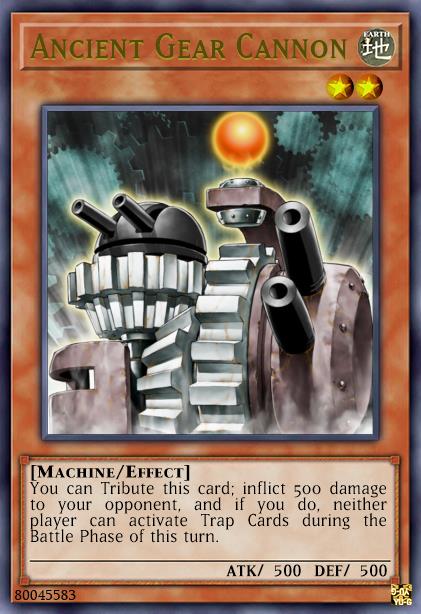 ANCIENT GEAR CANNON
EARTH
地
[MACHINE/EFFECT]
You can Tribute this card; inflict 500 damage
to your opponent, and if you do, neither
player can activate Trap Cards during the
Battle Phase of this turn.
ATK/ 500 DEF/ 500
80045583